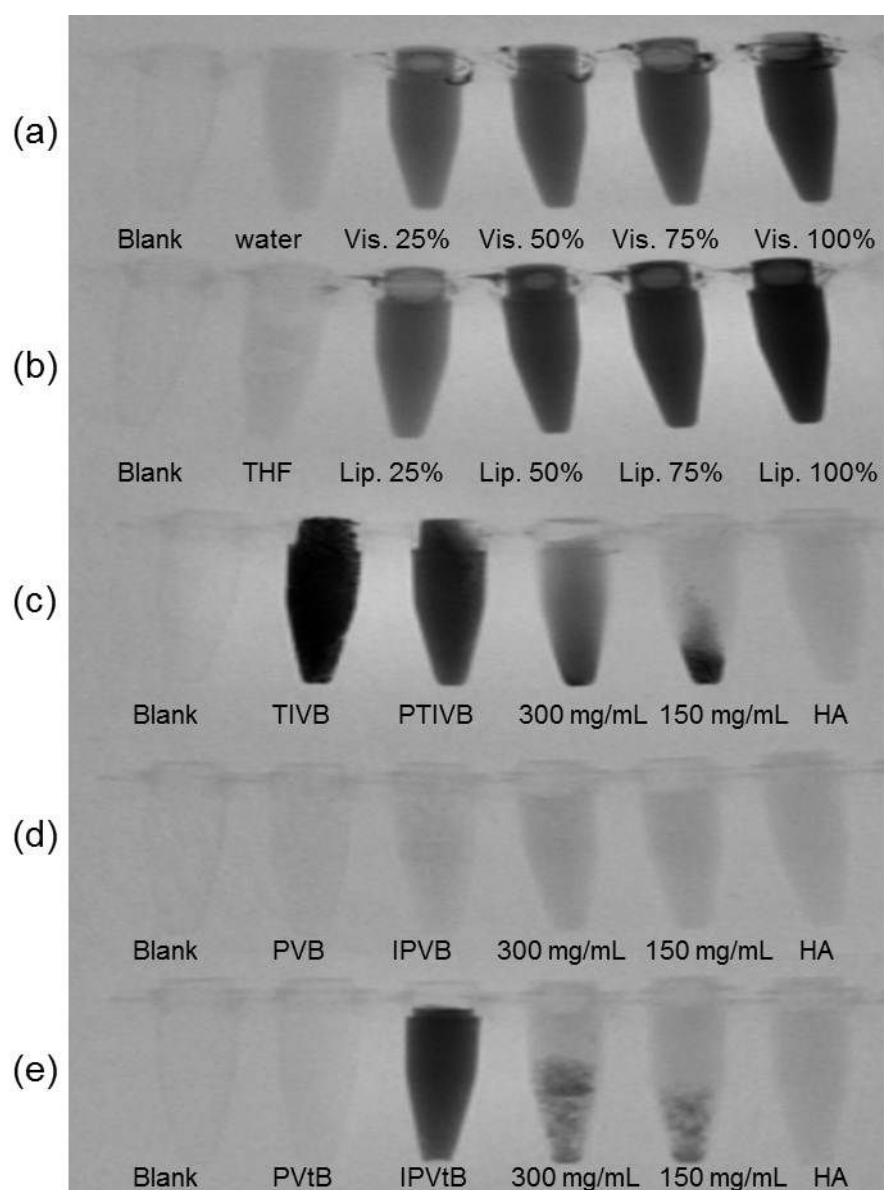 (a)
Blank water Vis. 25% Vis. 50% Vis. 75% Vis. 100%
(b)
Blank THF Lip. 25% Lip. 50% Lip. 75% Lip. 100%
(c)
Blank TIVB PTIVB 300 mg/mL 150 mg/mL HA
(d)
Blank PVB IPVB 300 mg/mL 150 mg/mL HA
(e)
Blank PVtB IPVtB 300 mg/mL 150 mg/mL HA